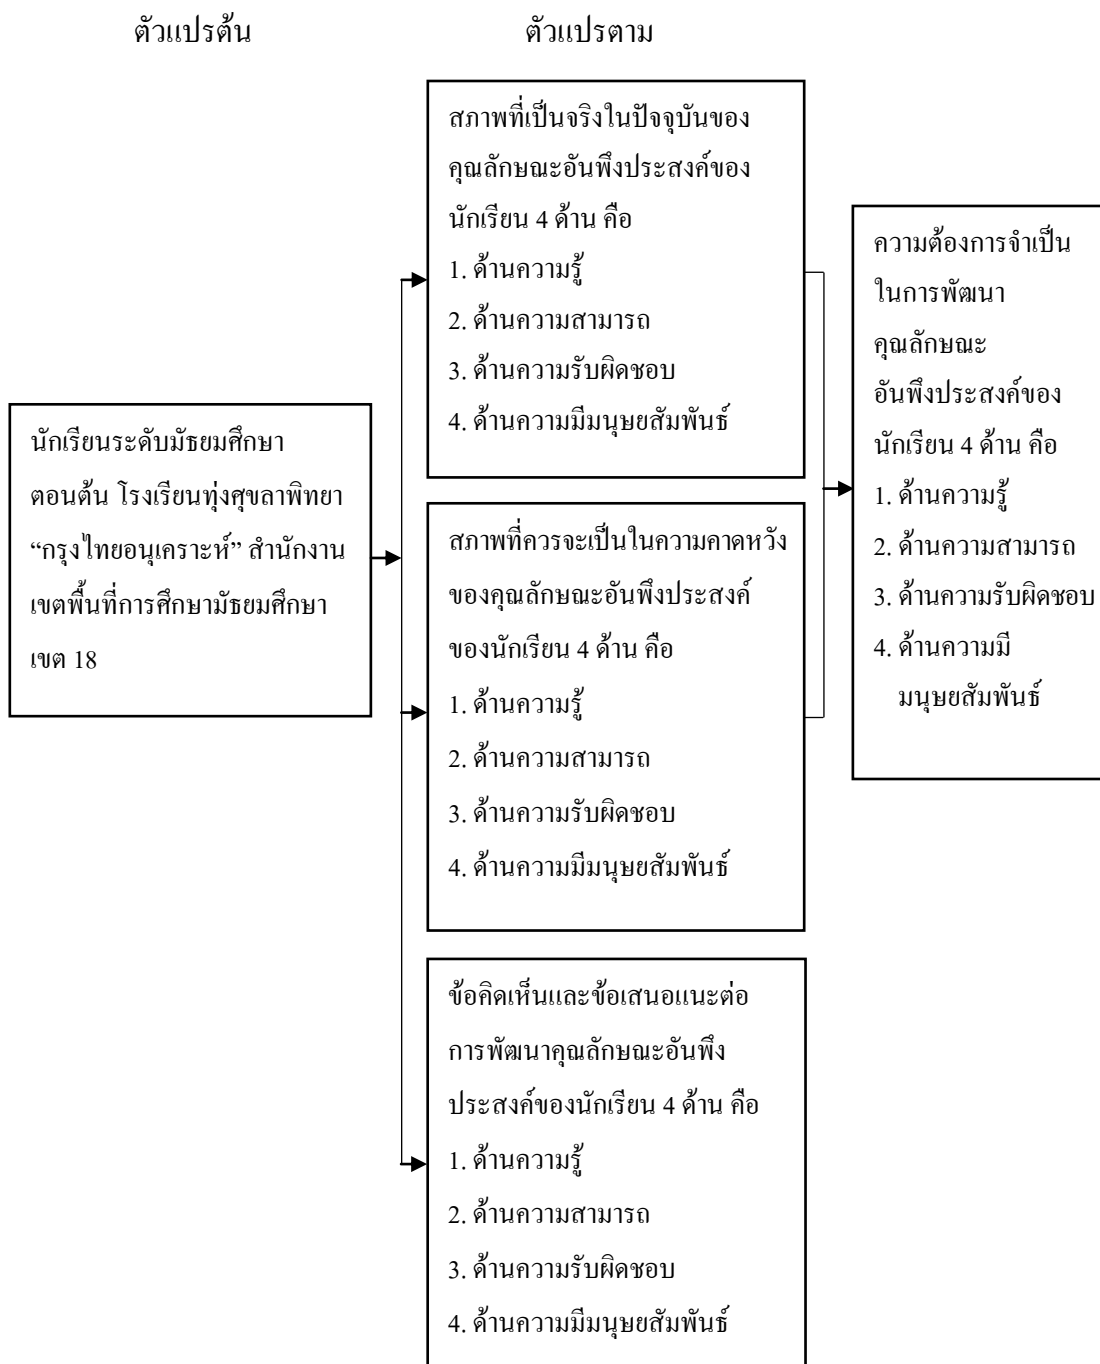 ตัวแปรต้น
ตัวแปรตาม
นักเรียนระดับมัธยมศึกษา
ตอนต้น โรงเรียนทุ่งศุขลาพิทยา
“กรุงไทยอนุเคราะห์” สำนักงาน
เขตพื้นที่การศึกษามัธยมศึกษา
เขต 18
สภาพที่เป็นจริงในปัจจุบันของ
คุณลักษณะอันพึงประสงค์ของ
นักเรียน 4 ด้าน คือ
1. ด้านความรู้
2. ด้านความสามารถ
3. ด้านความรับผิดชอบ
4. ด้านความมีมนุษยสัมพันธ์
สภาพที่ควรจะเป็นในความคาดหวัง
ของคุณลักษณะอันพึงประสงค์
ของนักเรียน 4 ด้าน คือ
1. ด้านความรู้
2. ด้านความสามารถ
3. ด้านความรับผิดชอบ
4. ด้านความมีมนุษยสัมพันธ์
ข้อคิดเห็นและข้อเสนอแนะต่อ
การพัฒนาคุณลักษณะอันพึง
ประสงค์ของนักเรียน 4 ด้าน คือ
1. ด้านความรู้
2. ด้านความสามารถ
3. ด้านความรับผิดชอบ
4. ด้านความมีมนุษยสัมพันธ์
ความต้องการจำเป็น
ในการพัฒนา
คุณลักษณะ
อันพึงประสงค์ของ
นักเรียน 4 ด้าน คือ
1. ด้านความรู้
2. ด้านความสามารถ
3. ด้านความรับผิดชอบ
4. ด้านความมี
มนุษยสัมพันธ์